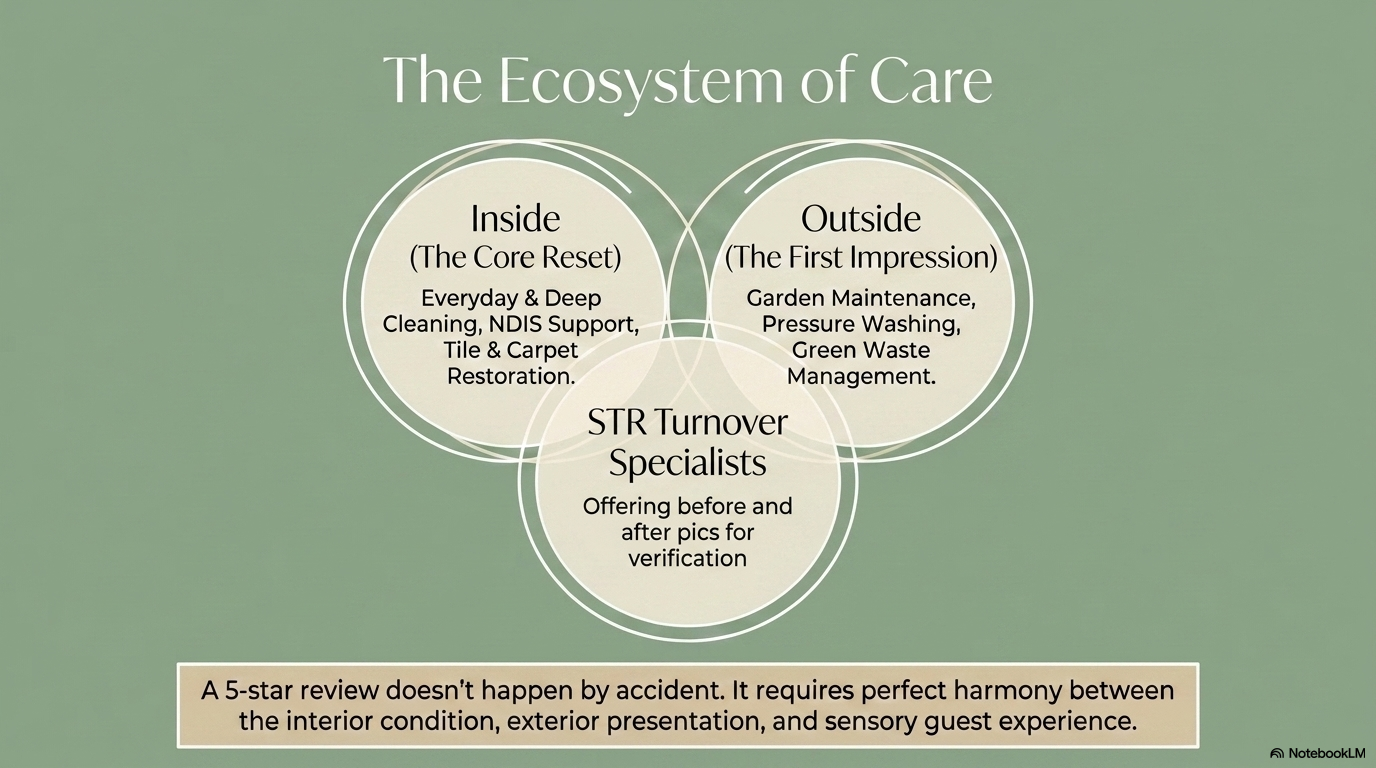 The Ecosystem of Care
Inside
(The Core Reset)
Everyday & Deep
Cleaning, NDIS Support,
Tile & Carpet
Restoration.
Outside
(The First Impression)
Garden Maintenance,
Pressure Washing,
Green Waste
Management.
STR Turnover
Specialists
Offering before and
after pics for
verification
A 5-star review doesn't happen by accident. It requires perfect harmony between
the interior condition, exterior presentation, and sensory guest experience.
NotebookLM